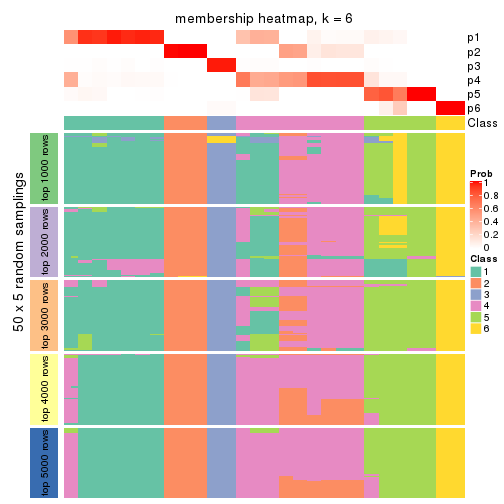 membership heatmap, k = 6
p1
p2
p3
p4
p5
p6
Class
50 x 5 random samplings
top 1000 rows
top 2000 rows
top 3000 rows
top 4000 rows
top 5000 rows
Prob
1
0.8
0.6
0.4
0.2
0
Class
1
2
3
4
5
6